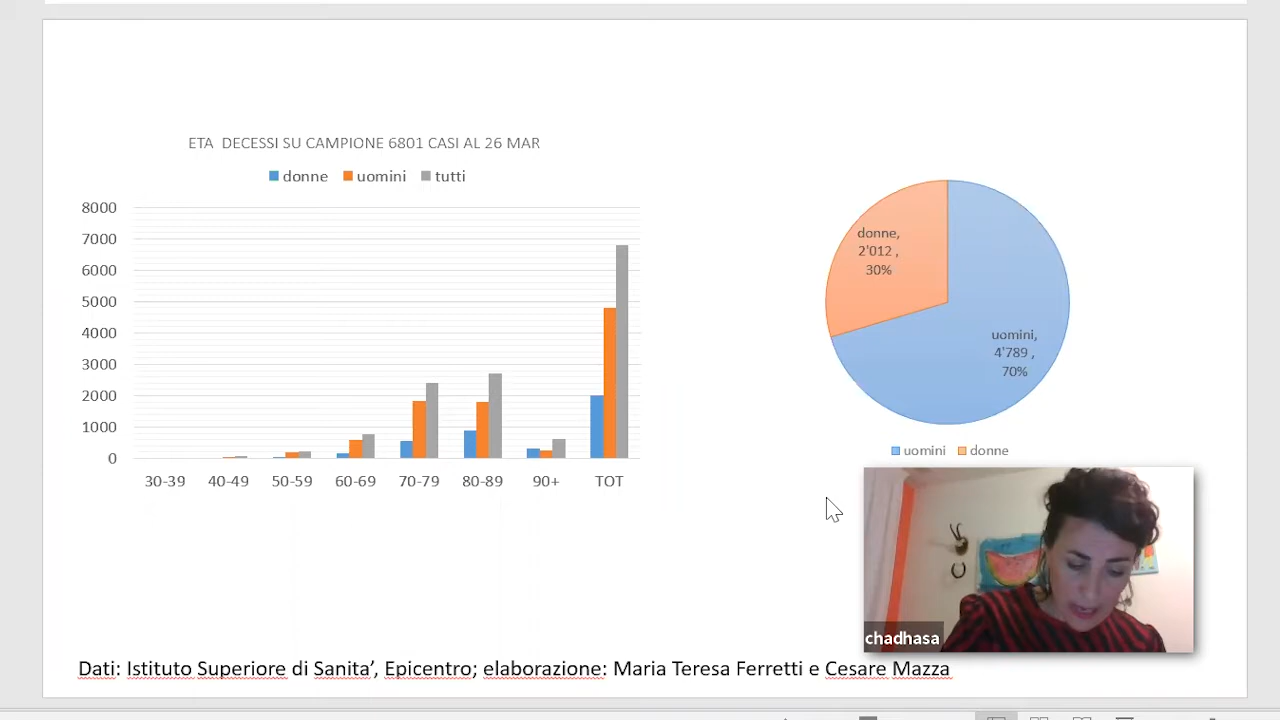 ETA DECESSI SU CAMPIONE 6801 CASI AL 26 MAR
donne uomini tutti
8000
7000
6000
5000
4000
3000
2000
1000
0
30-39 40-49 50-59 60-69 70-79 80-89 90+ TOT
donne,
2'012 ,
30%
uomini,
4'789 ,
70%
uomini donne
chadhasa
Dati: Istituto Superiore di Sanita’, Epicentro; elaborazione: Maria Teresa Ferretti e Cesare Mazza